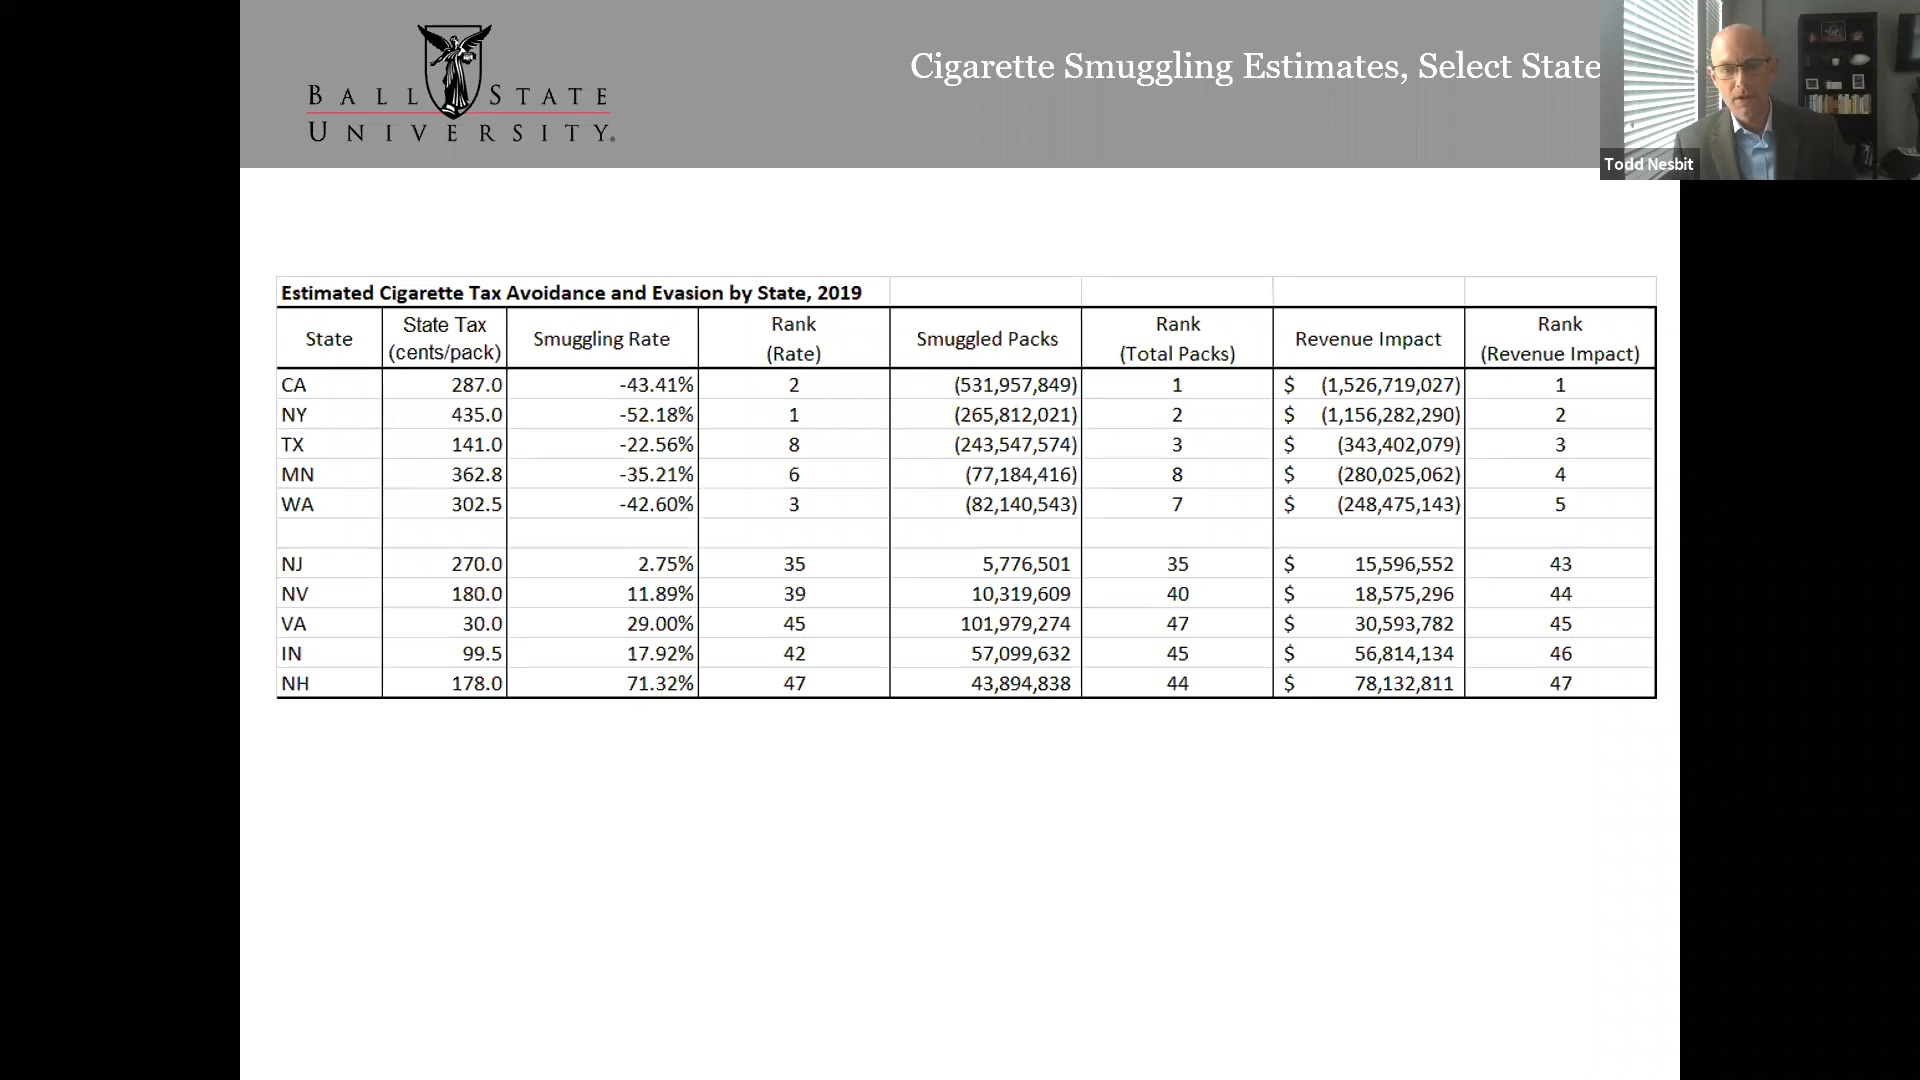 BALL STATE
UNIVERSITY
Cigarette Smuggling Estimates, Select State
Todd Nesbit
Estimated Cigarette Tax Avoidance and Evasion by State, 2019
State State Tax (cents/pack) Smuggling Rate Rank (Rate) Smuggled Packs Rank (Total Packs) Revenue Impact Rank (Revenue Impact)
CA 287.0 -43.41% 2 (531,957,849) 1 $ (1,526,719,027) 1
NY 435.0 -52.18% 1 (265,812,021) 2 $ (1,156,282,290) 2
TX 141.0 -22.56% 8 (243,547,574) 3 $ (343,402,079) 3
MN 362.8 -35.21% 6 (77,184,416) 8 $ (280,025,062) 4
WA 302.5 -42.60% 3 (82,140,543) 7 $ (248,475,143) 5
NJ 270.0 2.75% 35 5,776,501 35 $ 15,596,552 43
NV 180.0 11.89% 39 10,319,609 40 $ 18,575,296 44
VA 30.0 29.00% 45 101,979,274 47 $ 30,593,782 45
IN 99.5 17.92% 42 57,099,632 45 $ 56,814,134 46
NH 178.0 71.32% 47 43,894,838 44 $ 78,132,811 47